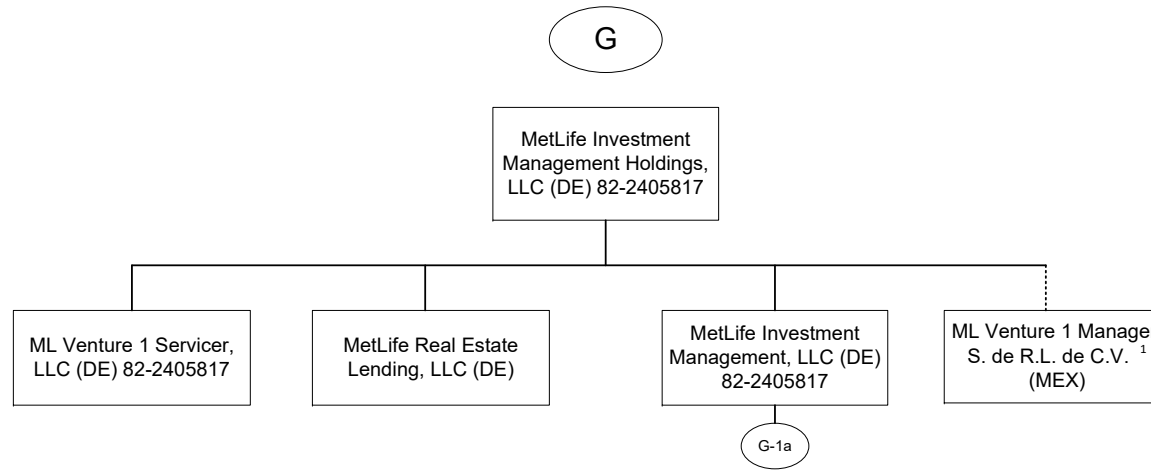 G
MetLife Investment
Management Holdings,
LLC (DE) 82-2405817
ML Venture 1 Servicer,
LLC (DE) 82-2405817
MetLife Real Estate
Lending, LLC (DE)
MetLife Investment
Management, LLC (DE)
82-2405817
ML Venture 1 Manage
S. de R.L. de C.V. 1
(MEX)
G-1a